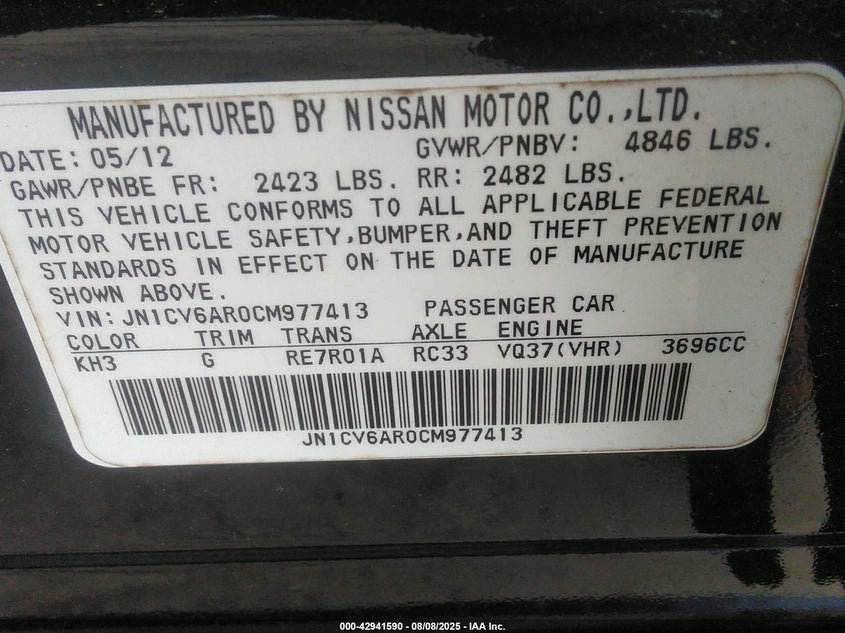 MANUFACTURED BY NISSAN MOTOR CO.,LTD.
DATE: 05/12 GVWR/PNBV: 4846 LBS.
GAWR/PNBE FR: 2423 LBS. RR: 2482 LBS.
THIS VEHICLE CONFORMS TO ALL APPLICABLE FEDERAL
MOTOR VEHICLE SAFETY,BUMPER,AND THEFT PREVENTION
STANDARDS IN EFFECT ON THE DATE OF MANUFACTURE
SHOWN ABOVE.
VIN: JN1CV6AR0CM977413 PASSENGER CAR
COLOR TRIM TRANS AXLE ENGINE
KH3 G RE7R01A RC33 VQ37(VHR) 3696CC
JN1CV6AR0CM977413
000-42941590 - 08/08/2025 - IAA Inc.